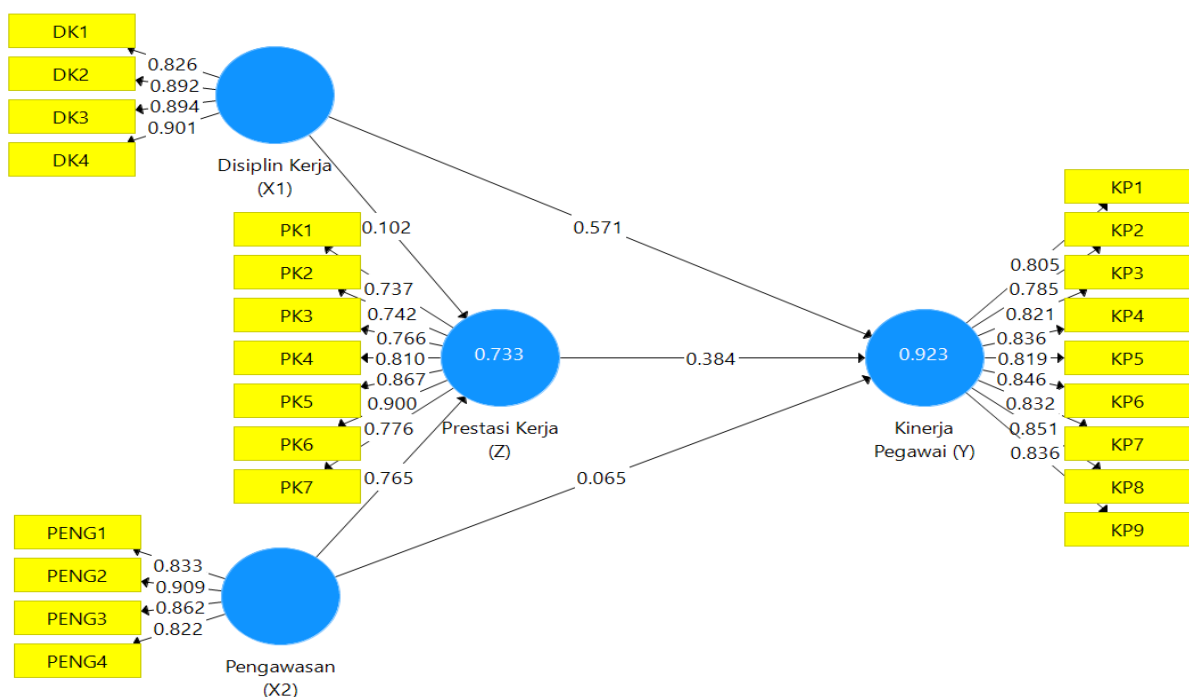 DK1
DK2
DK3
DK4
0.826
0.892
0.894
0.901
Disiplin Kerja
(X1)
0.102
0.571
PK1
PK2
PK3
PK4
PK5
PK6
PK7
0.737
0.742
0.766
0.810
0.867
0.900
0.776
0.733
Prestasi Kerja
(Z)
0.765
0.384
0.065
0.923
Kinerja
Pegawai (Y)
0.805
0.785
0.821
0.836
0.819
0.846
0.832
0.851
0.836
KP1
KP2
KP3
KP4
KP5
KP6
KP7
KP8
KP9
PENG1
PENG2
PENG3
PENG4
0.833
0.909
0.862
0.822
Pengawasan
(X2)